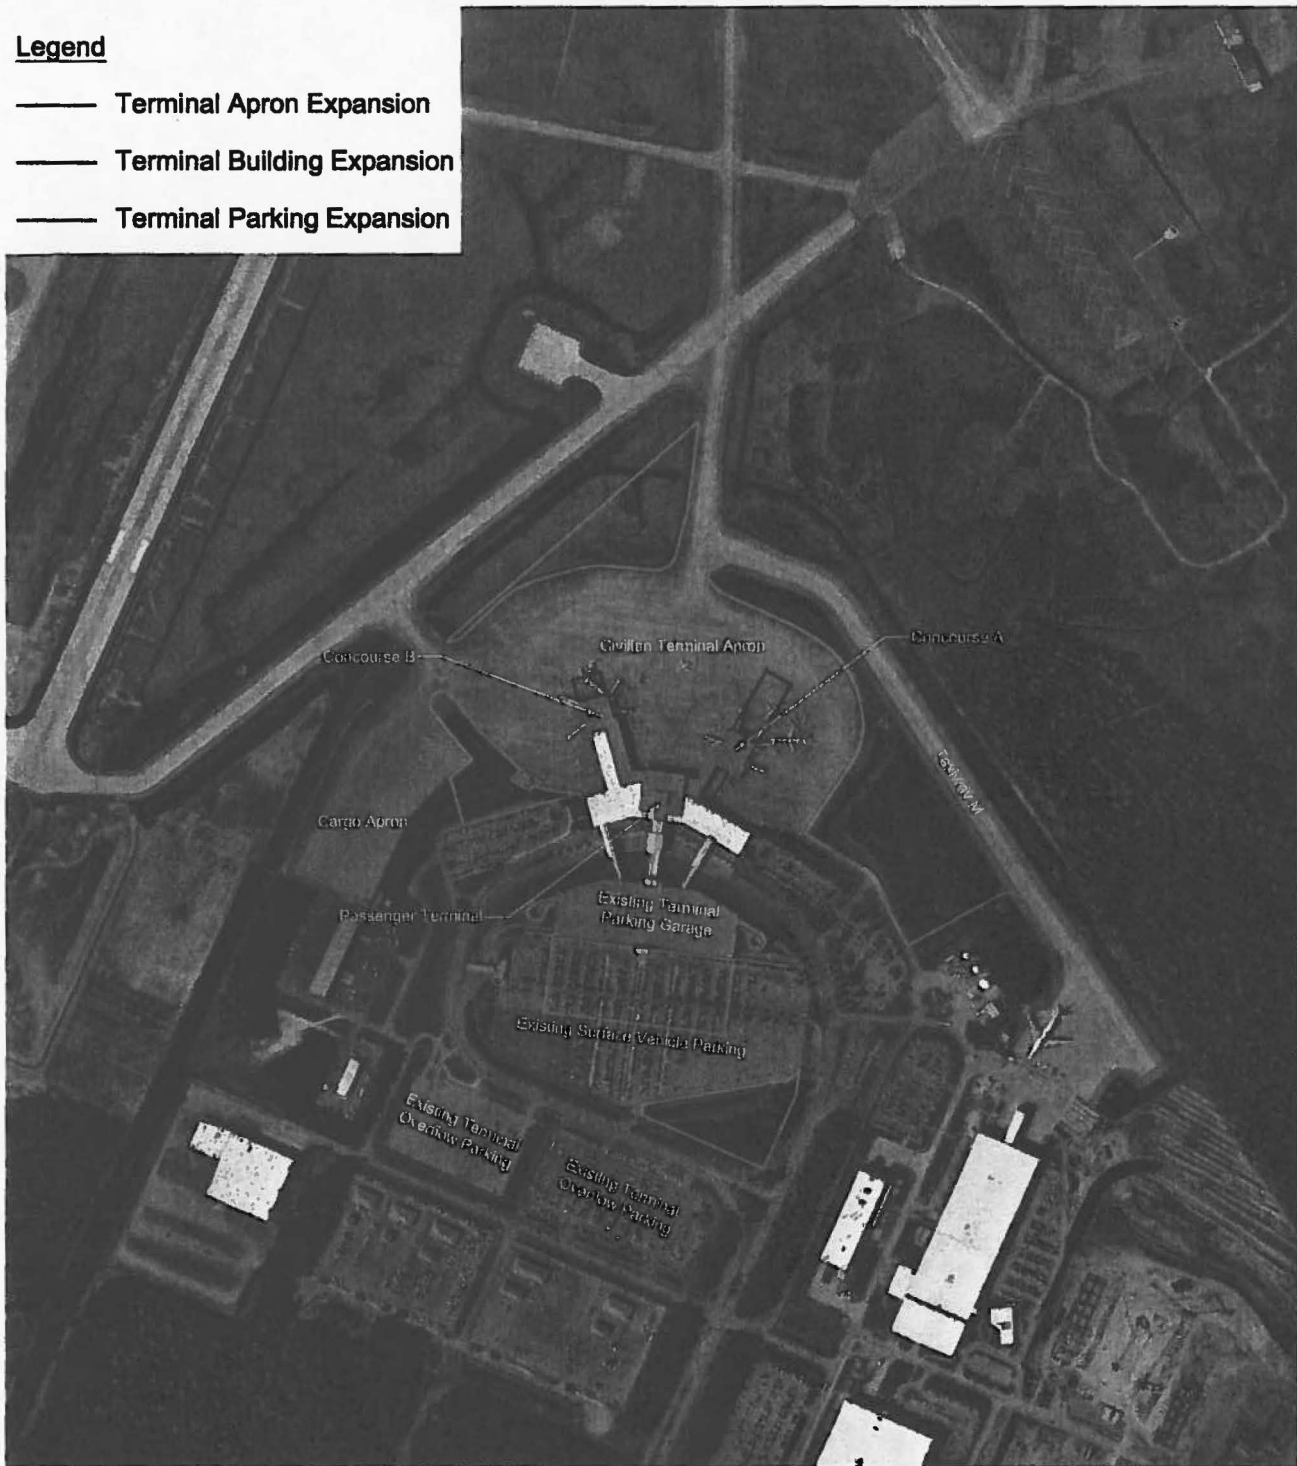 Legend
Terminal Apron Expansion
Terminal Building Expansion
Terminal Parking Expansion
Civilian Terminal Apron
Concourse A
Concourse B
Taxiway M
Cargo Apron
Passenger Terminal
Existing Terminal
Parking Garage
Existing Surface Vehicle Parking
Existing Terminal
Overflow Parking
Existing Terminal
Overflow Parking